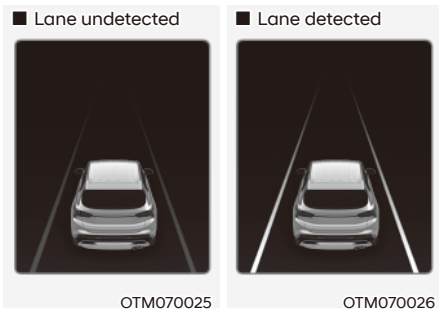 ■ Lane undetected
■ Lane detected
OTM070025
OTM070026